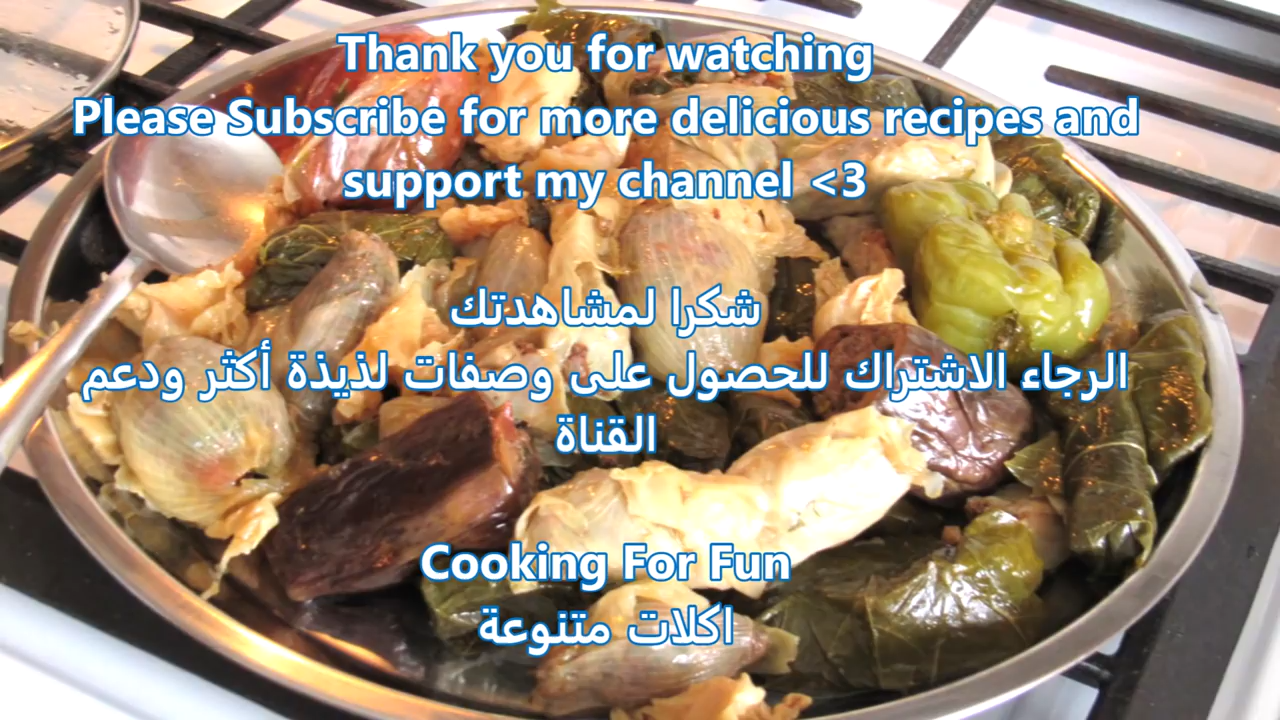 Thank you for watching
Please Subscribe for more delicious recipes and
support my channel <3
شكرا لمشاهدتك
الرجاء الاشتراك للحصول على وصفات لذيذة أكثر ودعم
القناة
Cooking For Fun
اكلات متنوعة